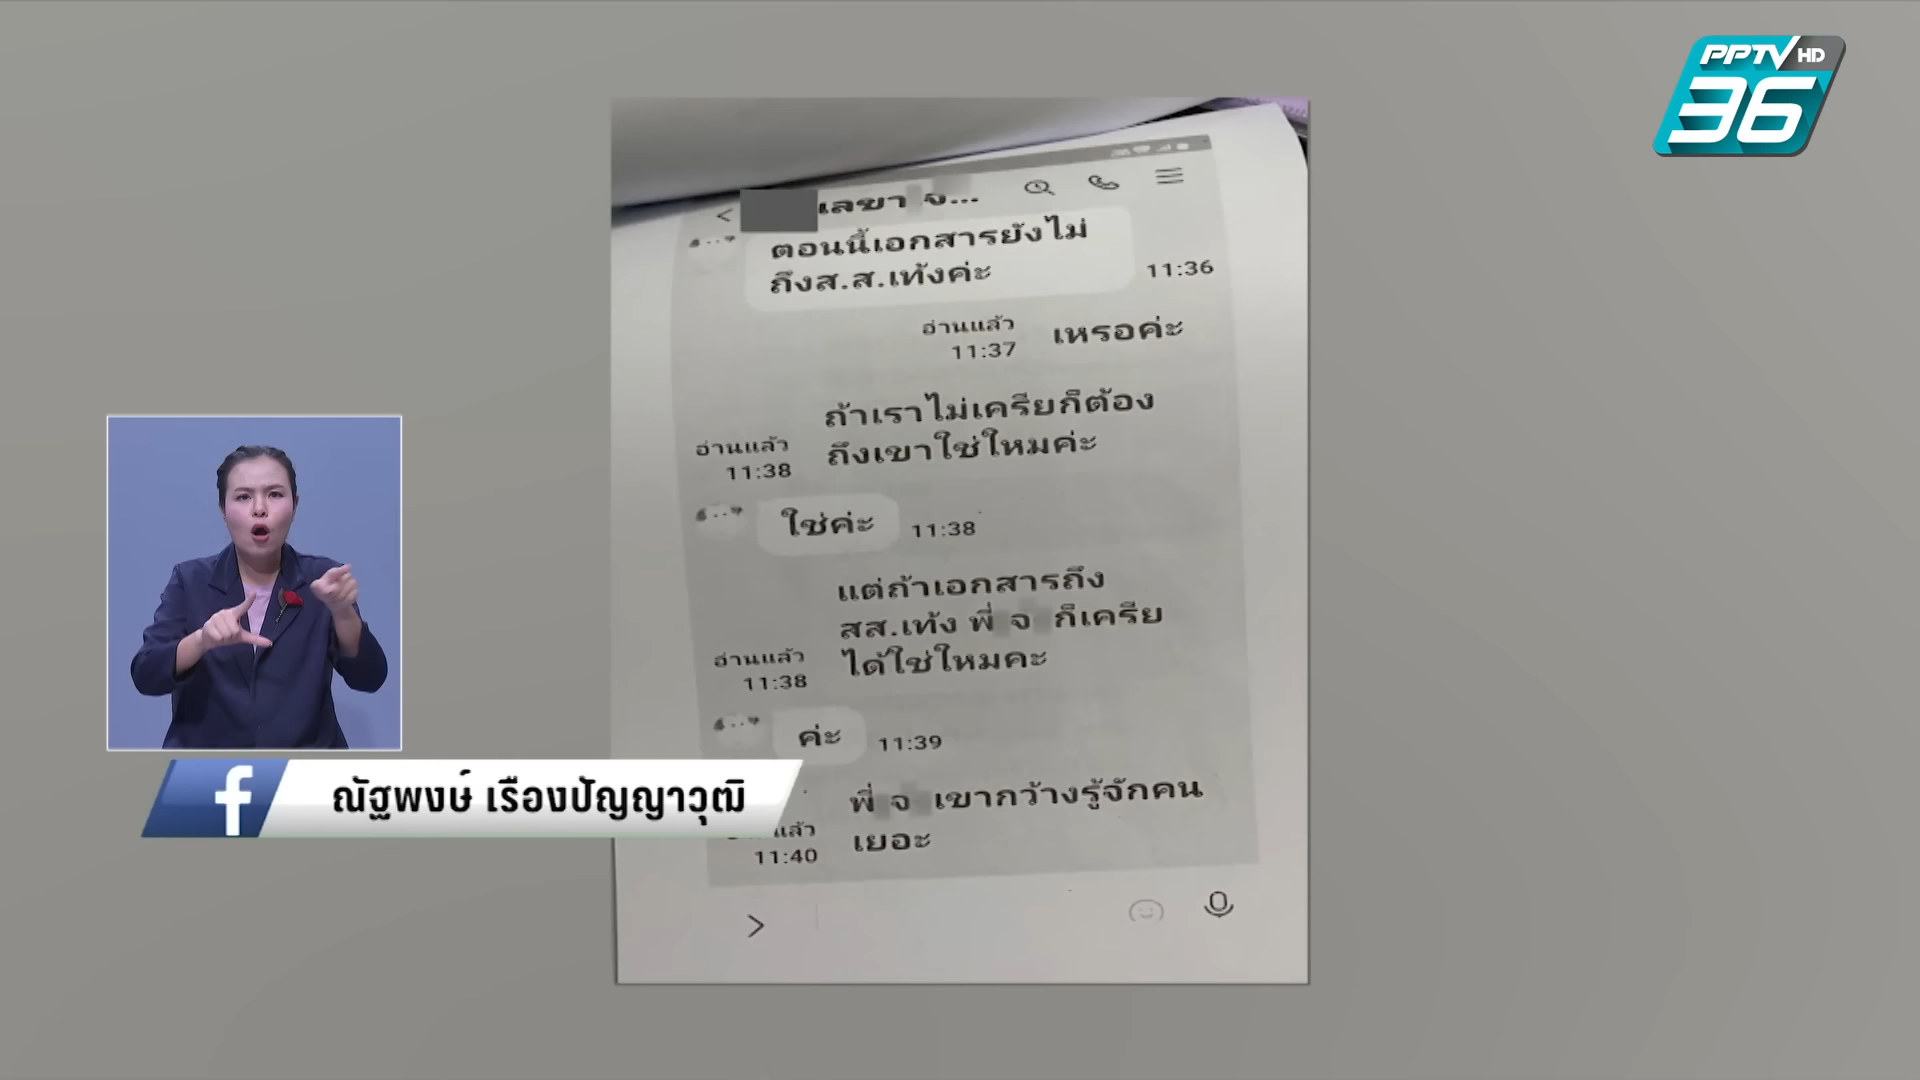 PPTV HD
36
เลขา จ...
ตอนนี้เอกสารยังไม่
ถึงส.ส.เท้งค่ะ
11:36
อ่านแล้ว
11:37
เหรอค่ะ
ถ้าเราไม่เครียก็ต้อง
ถึงเขาใช่ใหมค่ะ
อ่านแล้ว
11:38
ใช่ค่ะ
11:38
แต่ถ้าเอกสารถึง
สส.เท้ง พี่ จ ก็เครีย
ได้ใช่ใหมคะ
อ่านแล้ว
11:38
ค่ะ
11:39
พี่ จ เขากว้างรู้จักคน
เยอะ
แล้ว
11:40
f ณัฐพงษ์ เรืองปัญญาวุฒิ